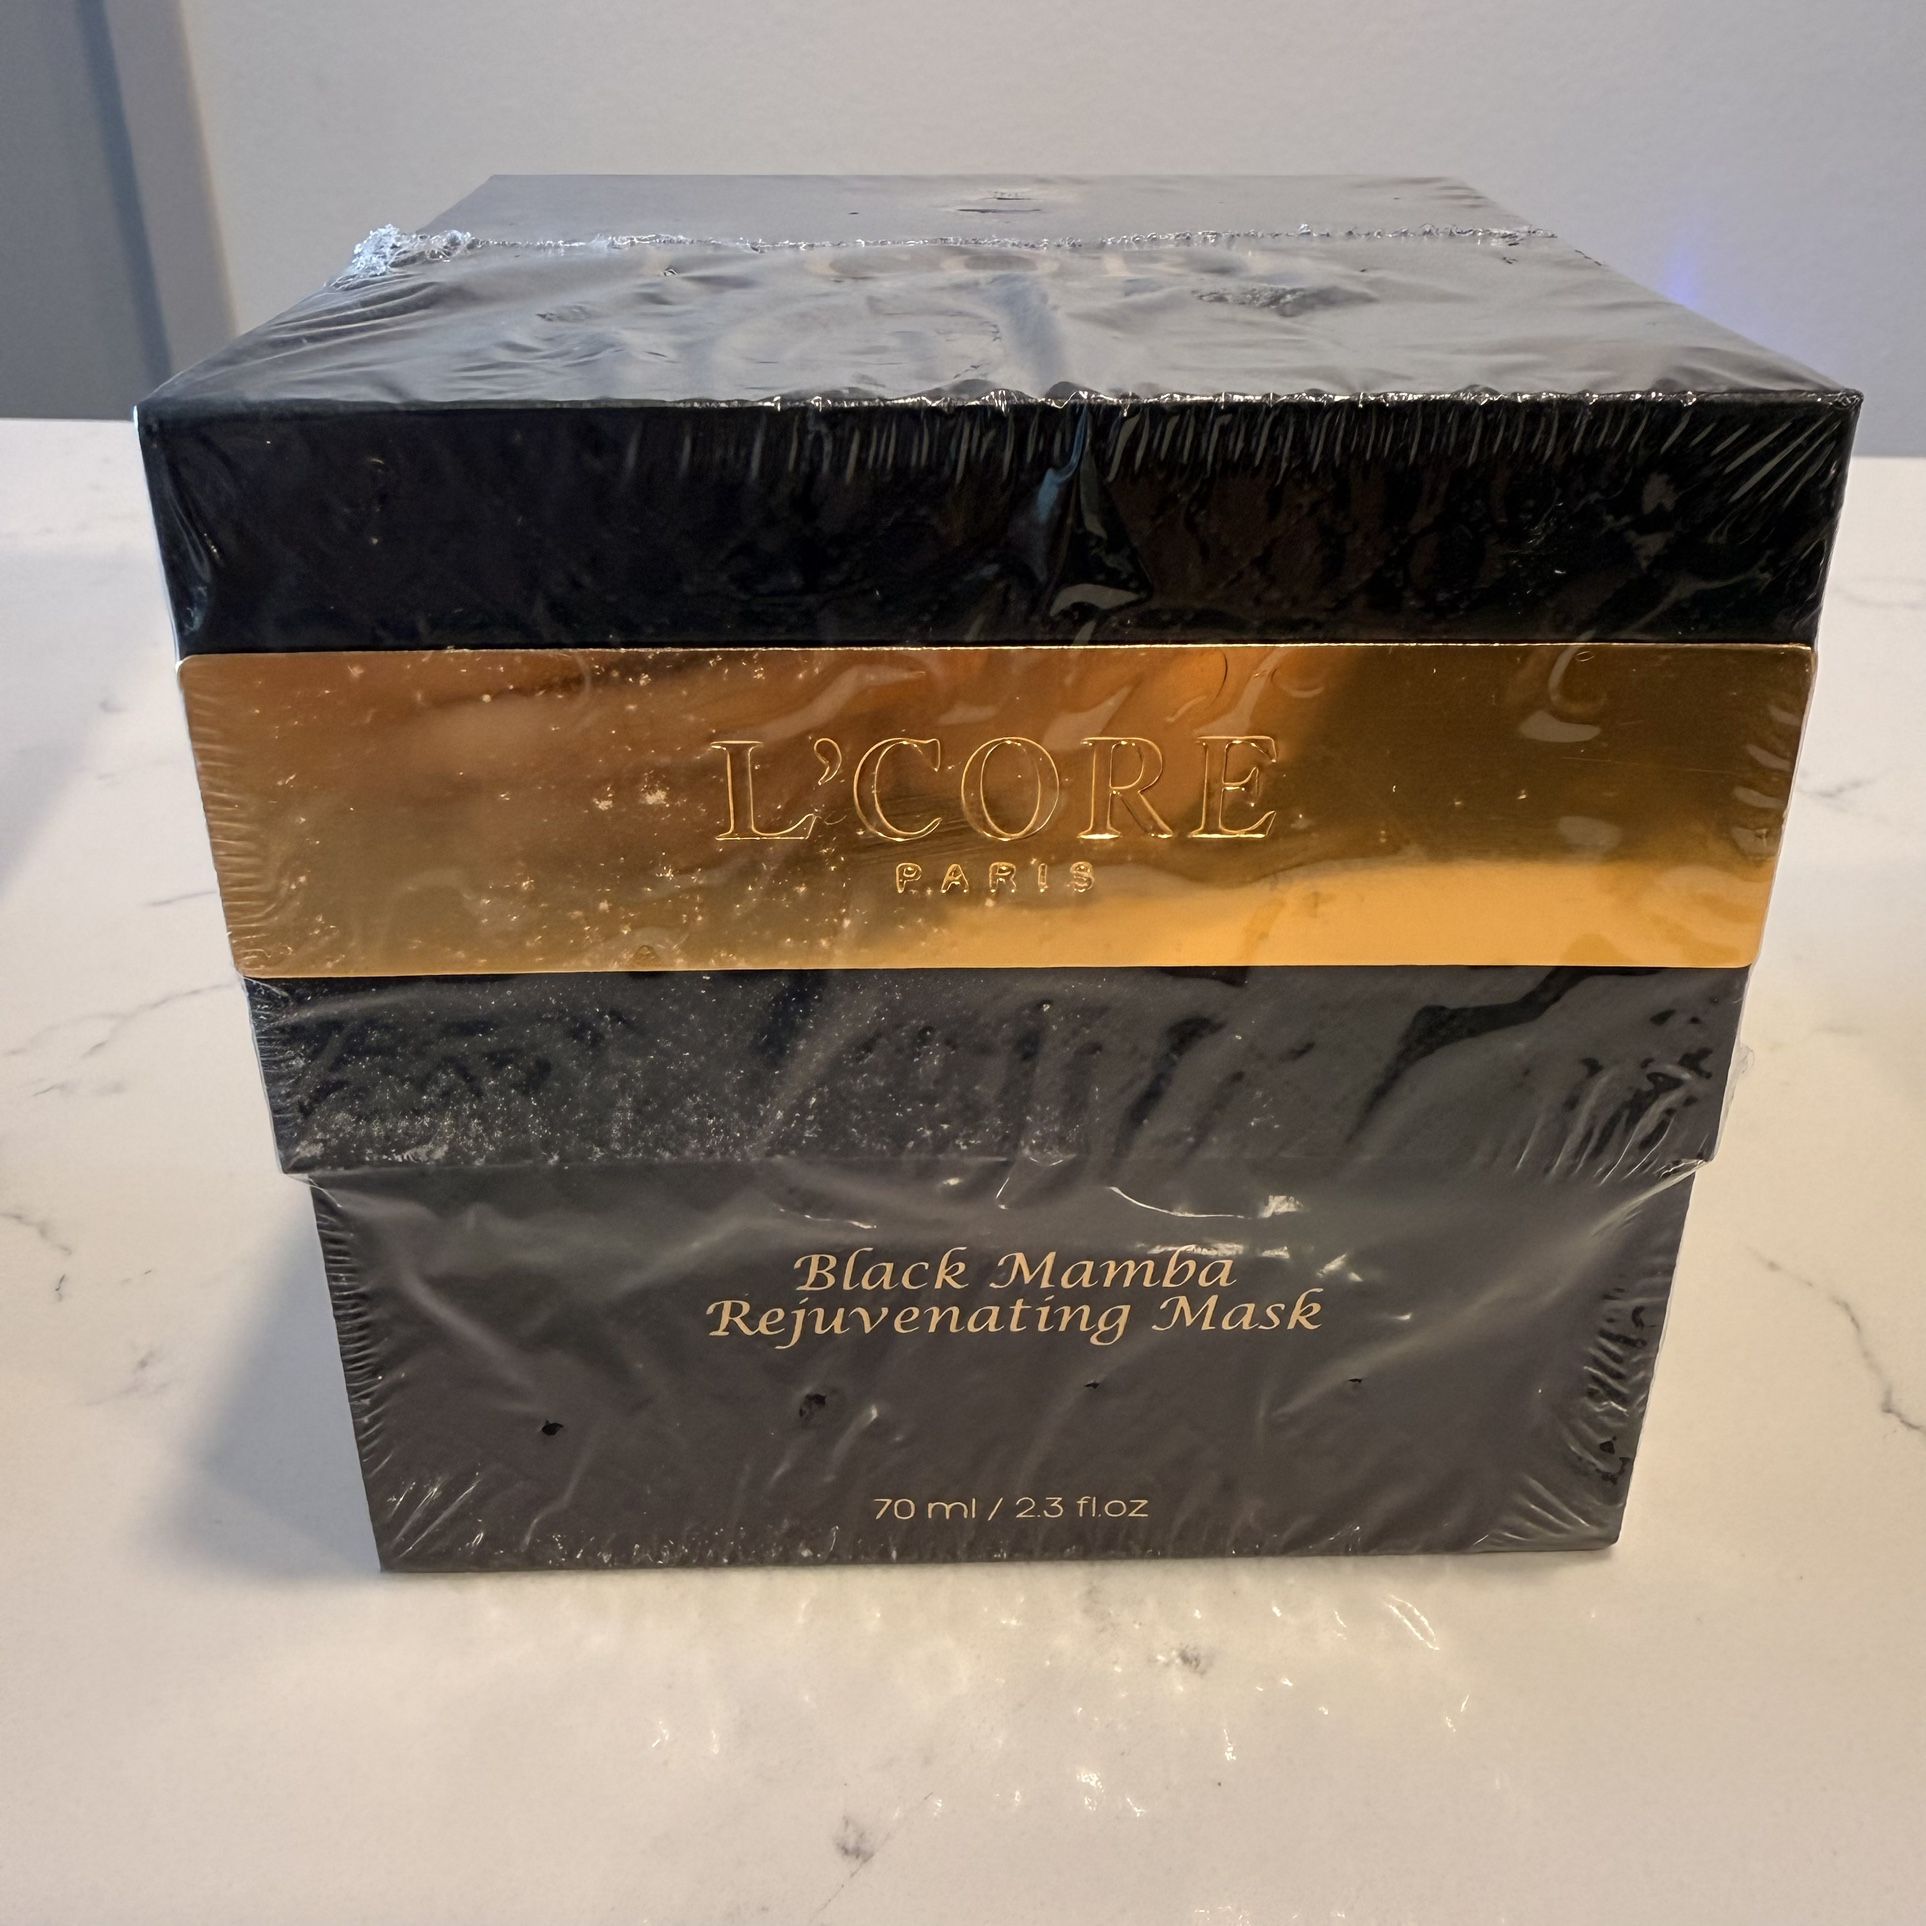 L'CORE
PARIS
Black Mamba
Rejuvenating Mask
70 ml / 2.3 fl.oz